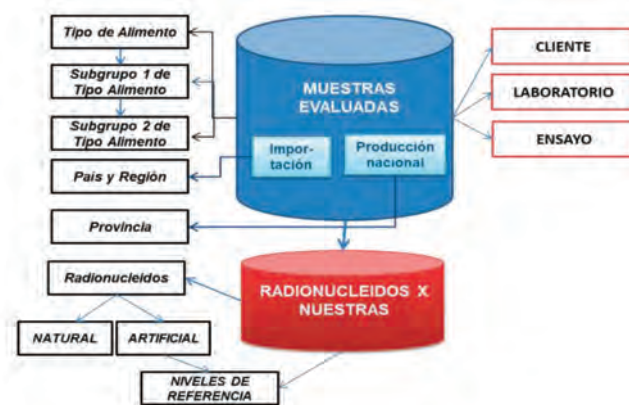 Tipo de Alimento
Subgrupo 1 de
Tipo Alimento
Subgrupo 2 de
Tipo Alimento
País y Región
Provincia
Radionucleidos
NATURAL
ARTIFICIAL
NIVELES DE
REFERENCIA
MUESTRAS
EVALUADAS
Impor-
tación
Producción
nacional
RADIONUCLEIDOS X
NUESTRAS
CLIENTE
LABORATORIO
ENSAYO